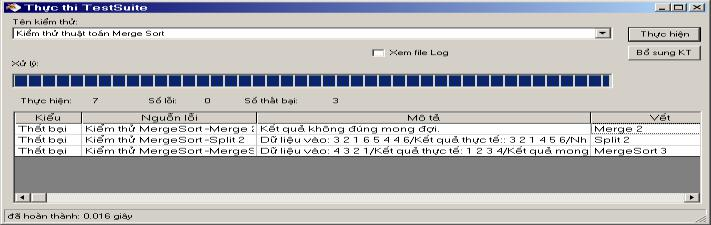 Thực thi TestSuite
Tên kiểm thử:
Kiểm thử thuật toán Merge Sort
Thực hiện
Xem file Log
Bổ sung KT
Xử lý:
Thực hiện: 7 Số lỗi: 0 Số thất bại: 3
Kiểu Nguồn lỗi Mô tả Vết
Thất bại Kiểm thử MergeSort-Merge 2 Kết quả không đúng mong đợi. Merge 2
Thất bại Kiểm thử MergeSort-Split 2 Dữ liệu vào: 3 2 1 6 5 4 4 6/Kết quả thực tế:: 3 2 1 4 5 6/Nh Split 2
Thất bại Kiểm thử MergeSort-MergeS Dữ liệu vào: 4 3 2 1/Kết quả thực tế: 1 2 3 4/Kết quả mong MergeSort 3
đã hoàn thành: 0.016 giây